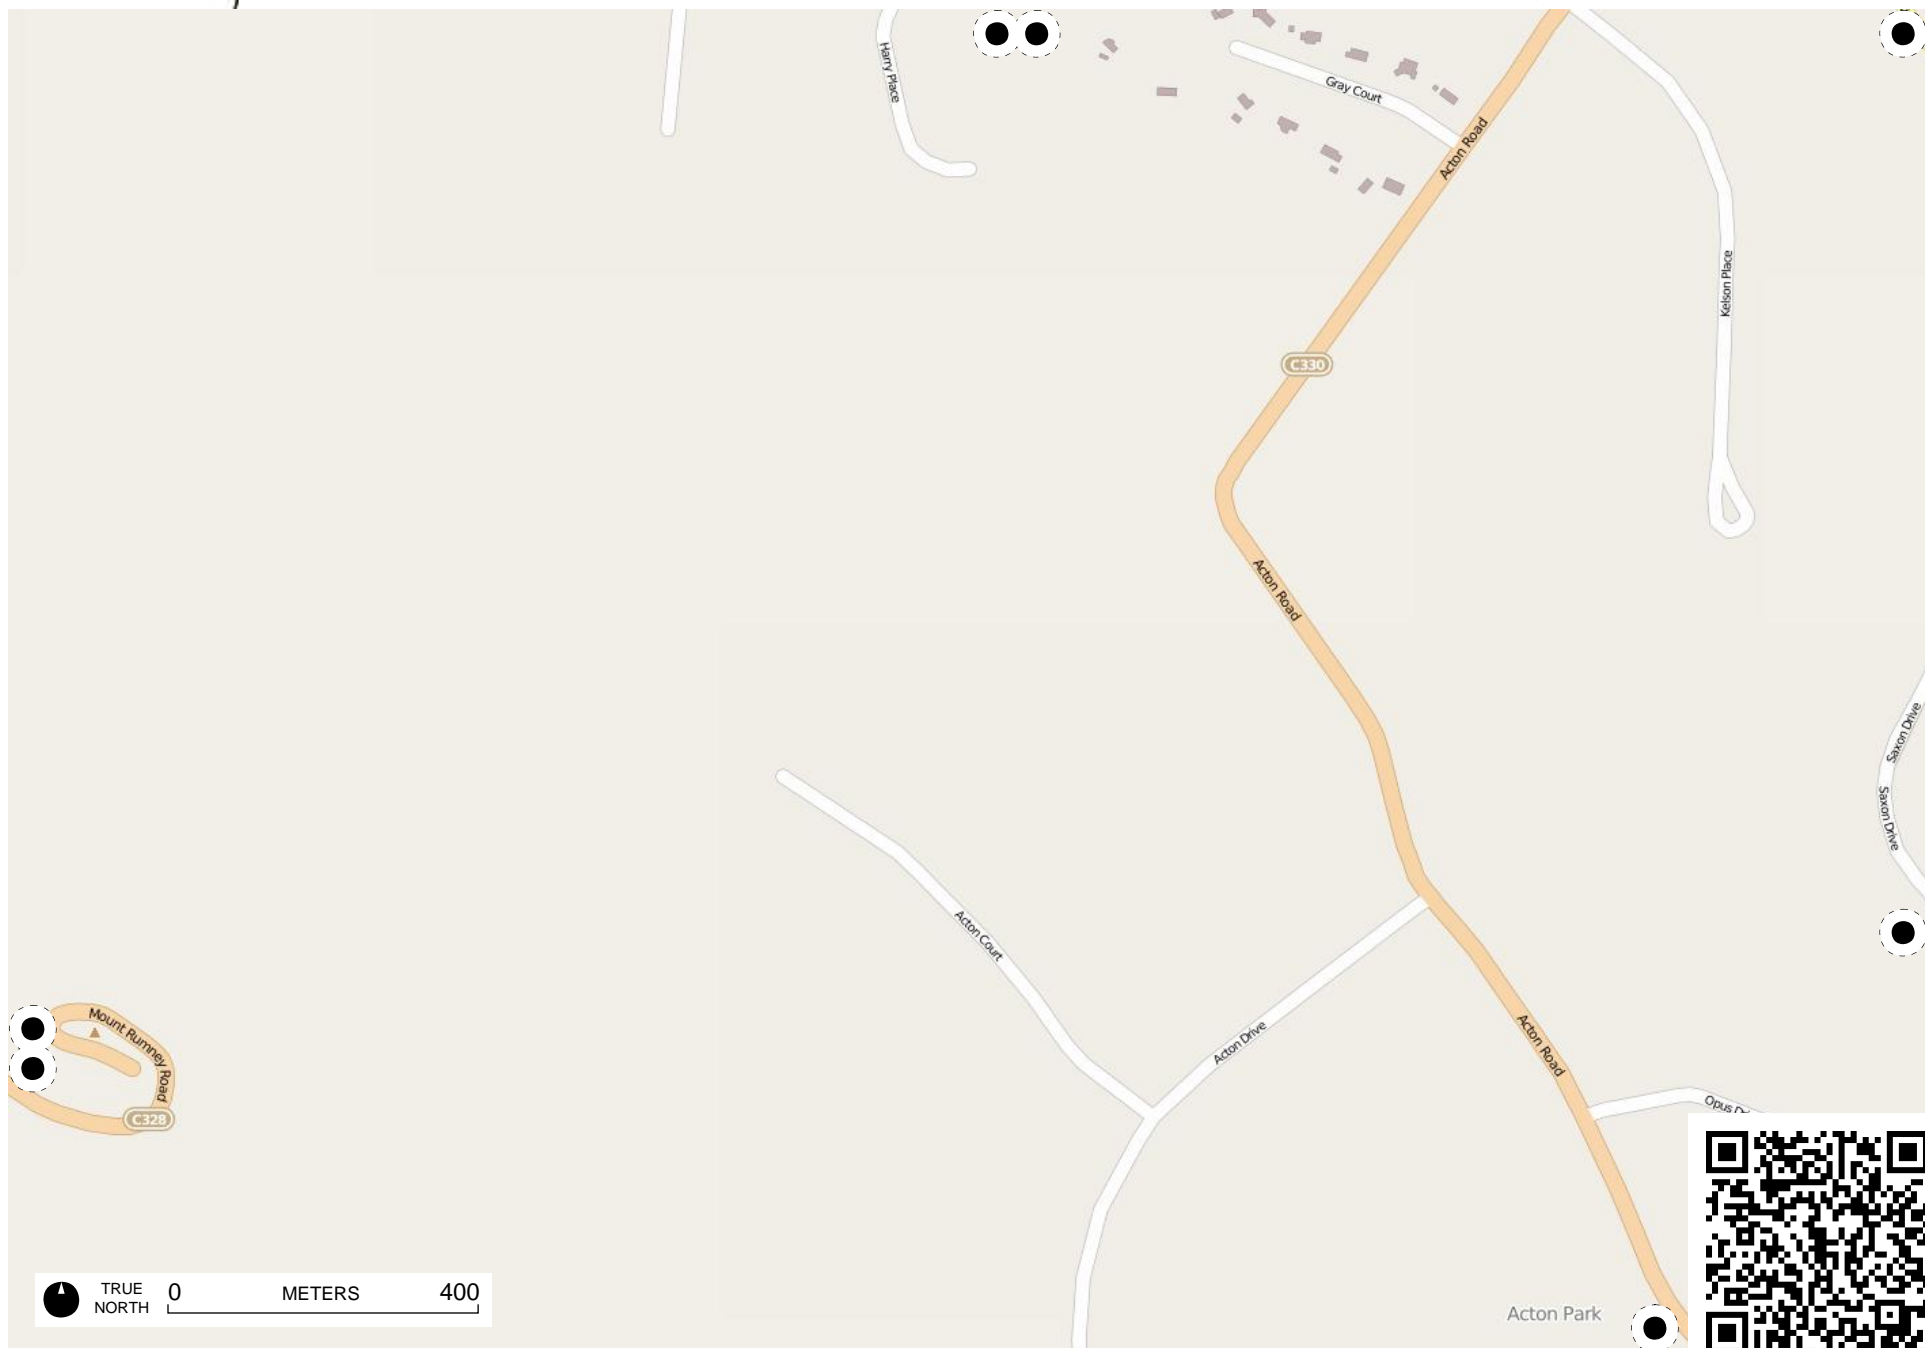 Harry Place
Gray Court
Acton Road
Kelson Place
C330
Acton Road
Saxon Drive
Saxon Drive
Acton Court
Mount Rumney Road
Acton Drive
Acton Road
Opus
C328
TRUE NORTH
0 METERS 400
Acton Park